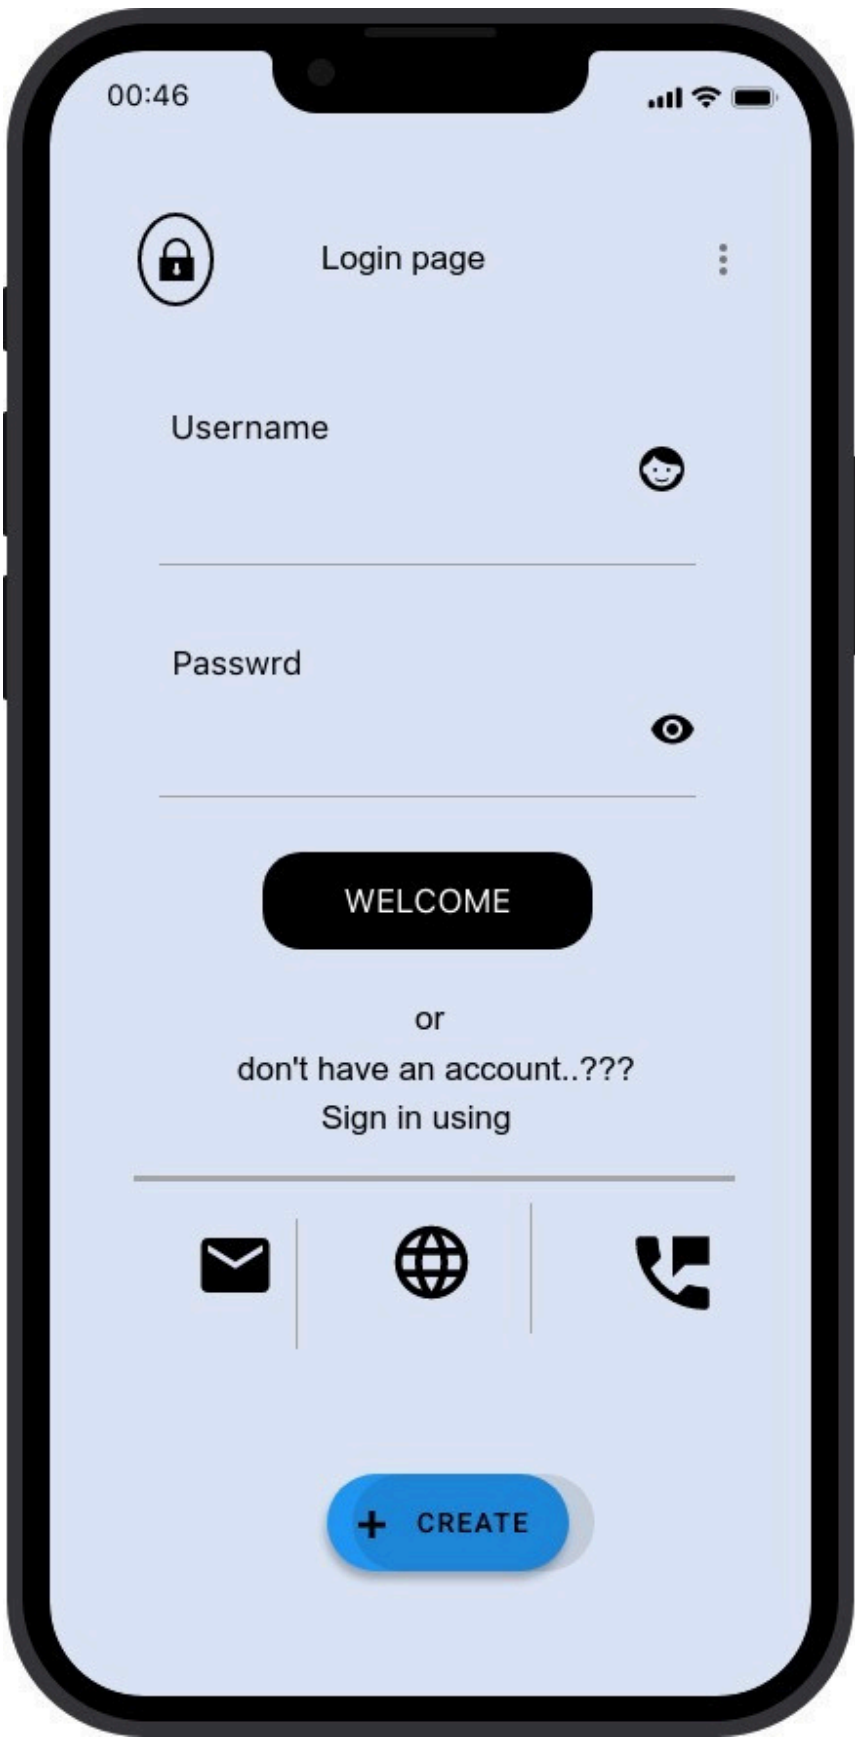 00:46
Login page
Username
Passwrd
WELCOME
or
don't have an account..???
Sign in using
+ CREATE